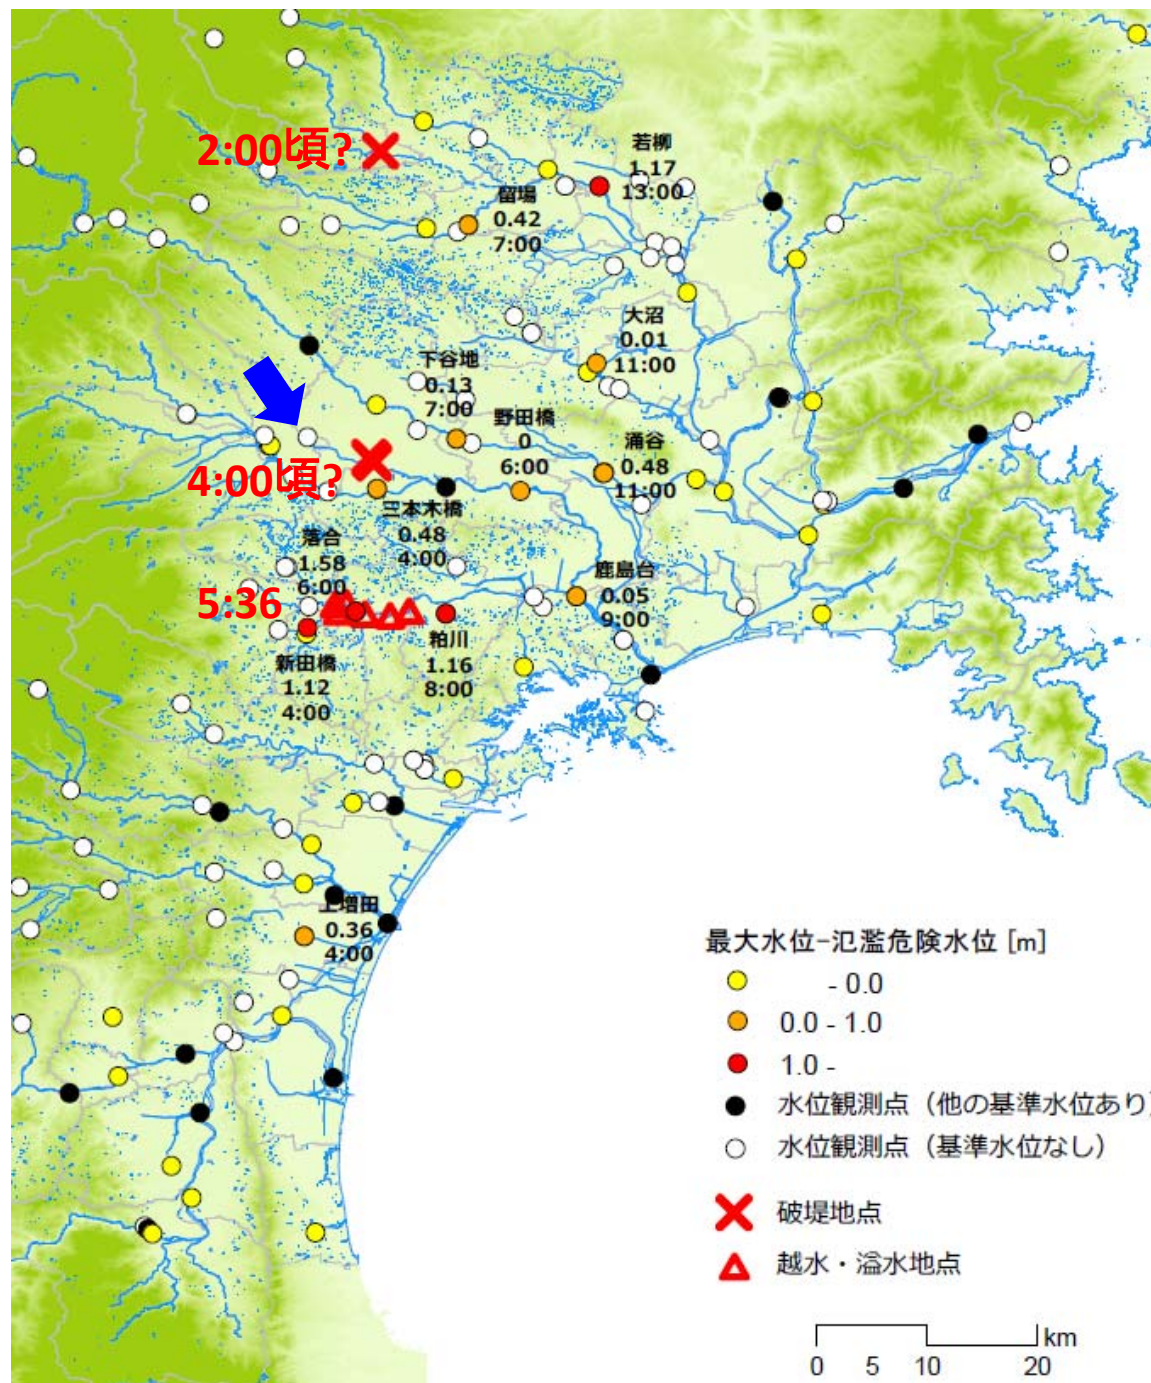 2:00頃?
若柳
1.17
13:00
留場
0.42
7:00
大沼
0.01
11:00
下谷地
0.13
7:00
野田橋
0
6:00
涌谷
0.48
11:00
4:00頃?
三本木橋
0.48
4:00
落合
1.58
6:00
鹿島台
0.05
9:00
5:36
粕川
1.16
8:00
新田橋
1.12
4:00
上増田
0.36
4:00
最大水位-氾濫危険水位 [m]
- 0.0
0.0 - 1.0
1.0 -
水位観測点（他の基準水位あり）
水位観測点（基準水位なし）
破堤地点
越水・溢水地点
km
0 5 10 20